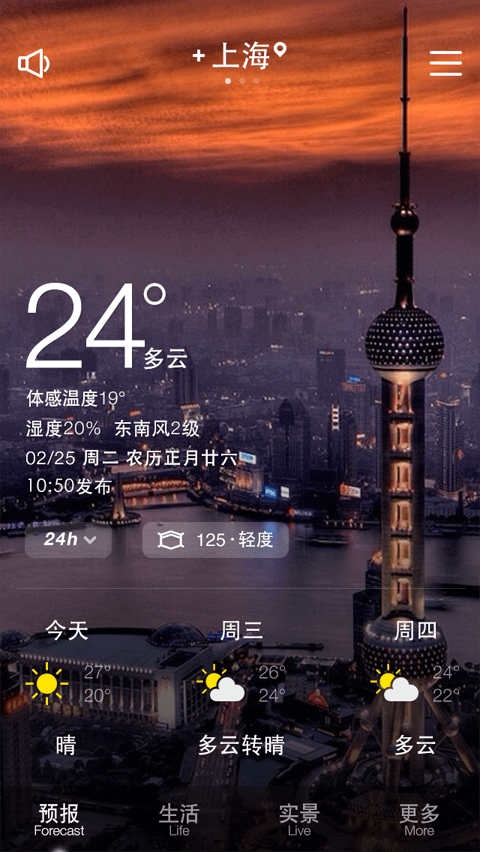 + 上海
24°
多云
体感温度19°
湿度20% 东南风2级
02/25 周二 农历正月廿六
10:50发布
24h 125·轻度
今天 周三 周四
27° 26° 24°
20° 24° 22°
晴 多云转晴 多云
预报 生活 实景 更多
Forecast Life Live More